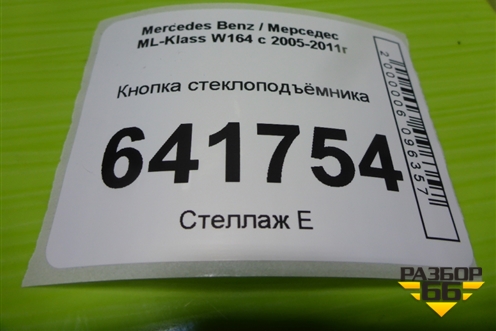 Mercedes Benz / Мерседес
ML-Klass W164 с 2005-2011г
Кнопка стеклоподъёмника
641754
Стеллаж Е
2000006096357
РАЗБОР
66